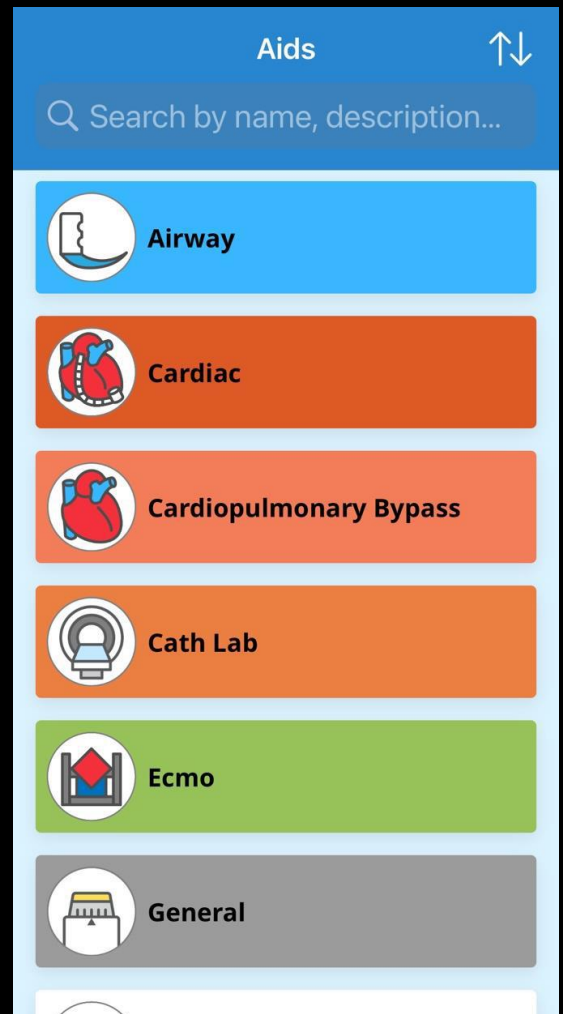 Aids
Search by name, description...
Airway
Cardiac
Cardiopulmonary Bypass
Cath Lab
Ecmo
General